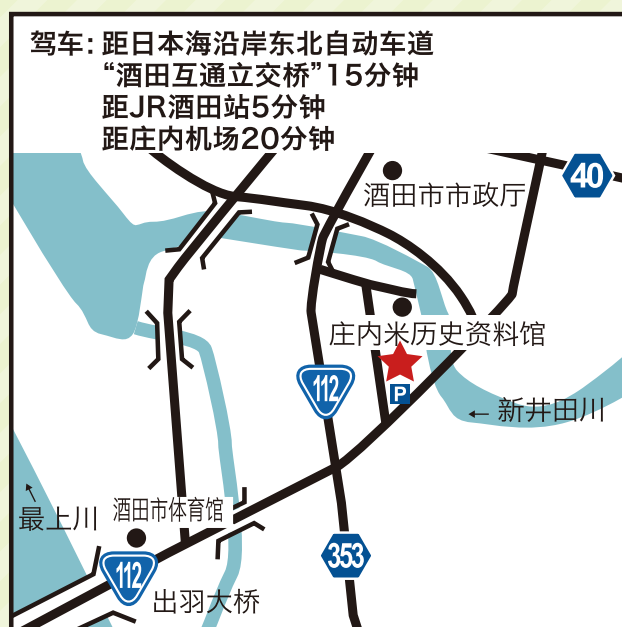 驾车：距日本海沿岸东北自动车道
“酒田互通立交桥”15分钟
距JR酒田站5分钟
距庄内机场20分钟
40
酒田市市政厅
庄内米历史资料馆
112
P
← 新井田川
最上川
酒田市体育馆
112
353
出羽大桥